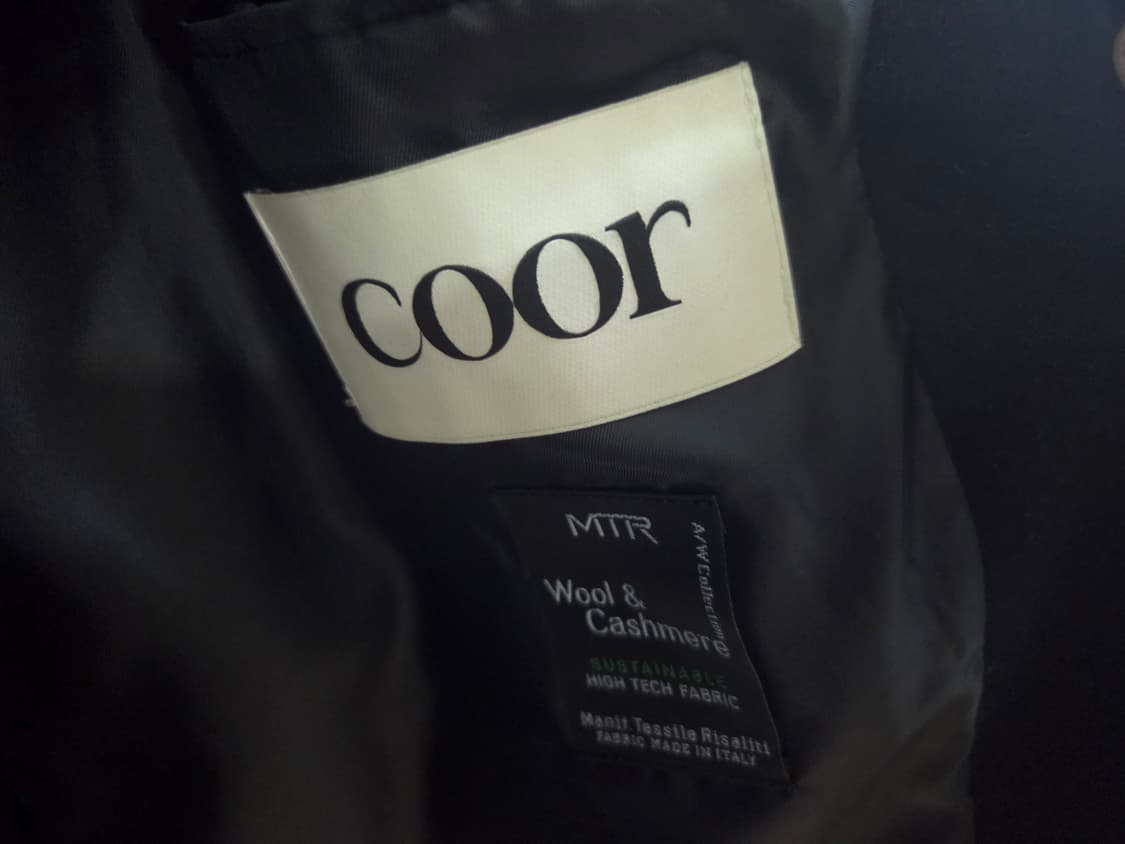 coor
MTR
A/W Collection
Wool &
Cashmere
SUSTAINABLE
HIGH TECH FABRIC
Manif. Tessile Risaliti
FABRIC MADE IN ITALY